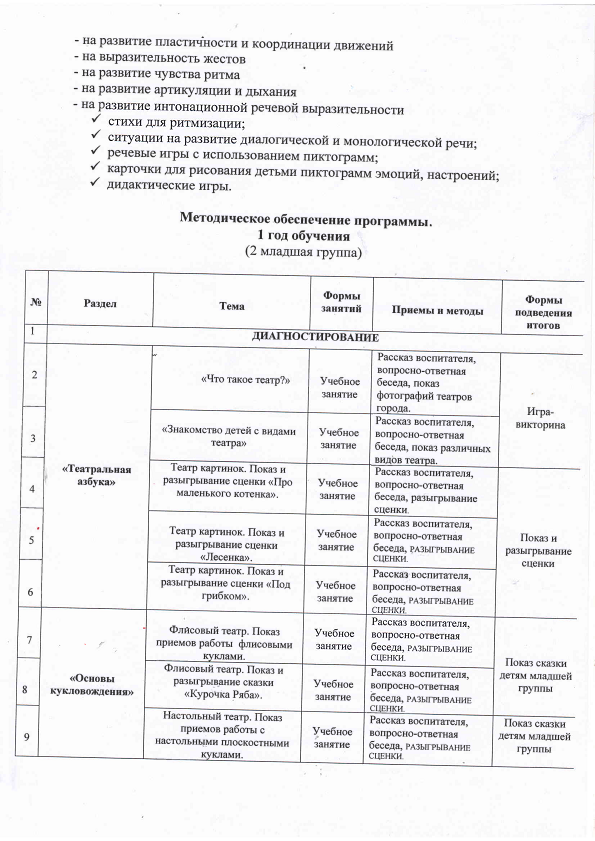 - на развитие пластичности и координации движений
- на выразительность жестов
- на развитие чувства ритма
- на развитие артикуляции и дыхания
- на развитие интонационной речевой выразительности
✓ стихи для ритмизации;
✓ ситуации на развитие диалогической и монологической речи;
✓ речевые игры с использованием пиктограмм;
✓ карточки для рисования детьми пиктограмм эмоций, настроений;
✓ дидактические игры.
Методическое обеспечение программы.
1 год обучения
(2 младшая группа)
№
Раздел
Тема
Формы
занятий
Приемы и методы
Формы
подведения
итогов
1
ДИАГНОСТИРОВАНИЕ
«Театральная
азбука»
2
«Что такое театр?»
Учебное
занятие
Рассказ воспитателя,
вопросно-ответная
беседа, показ
фотографий театров
города.
Игра-
викторина
3
«Знакомство детей с видами
театра»
Учебное
занятие
Рассказ воспитателя,
вопросно-ответная
беседа, показ различных
видов театра.
4
Театр картинок. Показ и
разыгрывание сценки «Про
маленького котенка».
Учебное
занятие
Рассказ воспитателя,
вопросно-ответная
беседа, разыгрывание
сценки.
Показ и
разыгрывание
сценки
5
Театр картинок. Показ и
разыгрывание сценки
«Лесенка».
Учебное
занятие
Рассказ воспитателя,
вопросно-ответная
беседа, РАЗЫГРЫВАНИЕ
СЦЕНКИ.
6
Театр картинок. Показ и
разыгрывание сценки «Под
грибком».
Учебное
занятие
Рассказ воспитателя,
вопросно-ответная
беседа, РАЗЫГРЫВАНИЕ
СЦЕНКИ.
«Основы
кукловождения»
7
Флисовый театр. Показ
приемов работы флисовыми
куклами.
Учебное
занятие
Рассказ воспитателя,
вопросно-ответная
беседа, РАЗЫГРЫВАНИЕ
СЦЕНКИ.
Показ сказки
детям младшей
группы
8
Флисовый театр. Показ и
разыгрывание сказки
«Курочка Ряба».
Учебное
занятие
Рассказ воспитателя,
вопросно-ответная
беседа, РАЗЫГРЫВАНИЕ
СЦЕНКИ.
9
Настольный театр. Показ
приемов работы с
настольными плоскостными
куклами.
Учебное
занятие
Рассказ воспитателя,
вопросно-ответная
беседа, РАЗЫГРЫВАНИЕ
СЦЕНКИ.
Показ сказки
детям младшей
группы